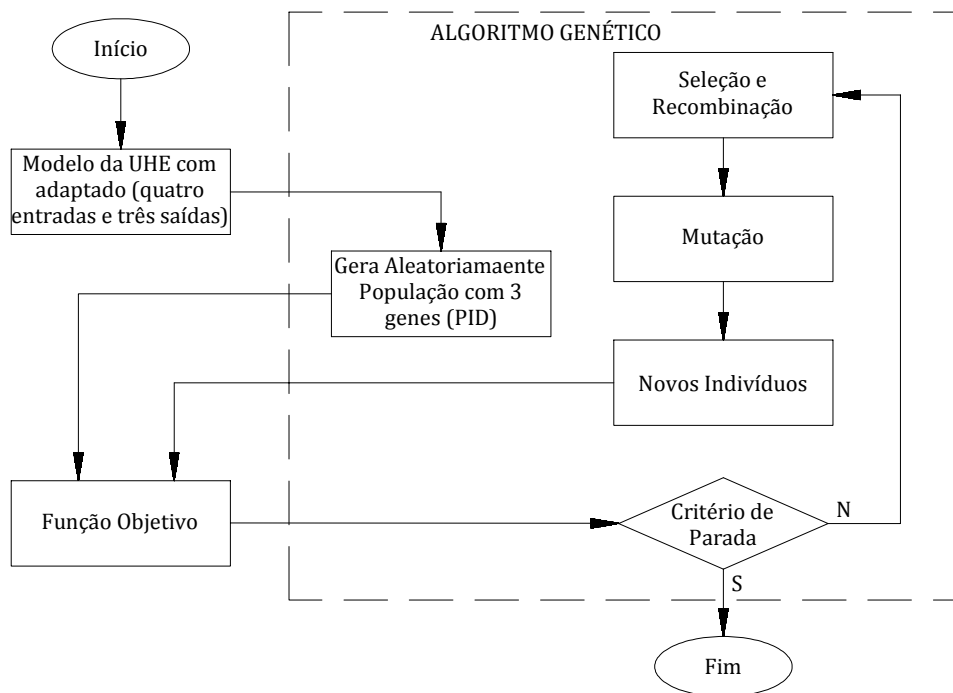 ALGORITMO GENÉTICO
Início
Seleção e
Recombinação
Modelo da UHE com
adaptado (quatro
entradas e três saídas)
Mutação
Gera Aleatoriamaente
População com 3
genes (PID)
Novos Indivíduos
Função Objetivo
Critério de
Parada
N
S
Fim